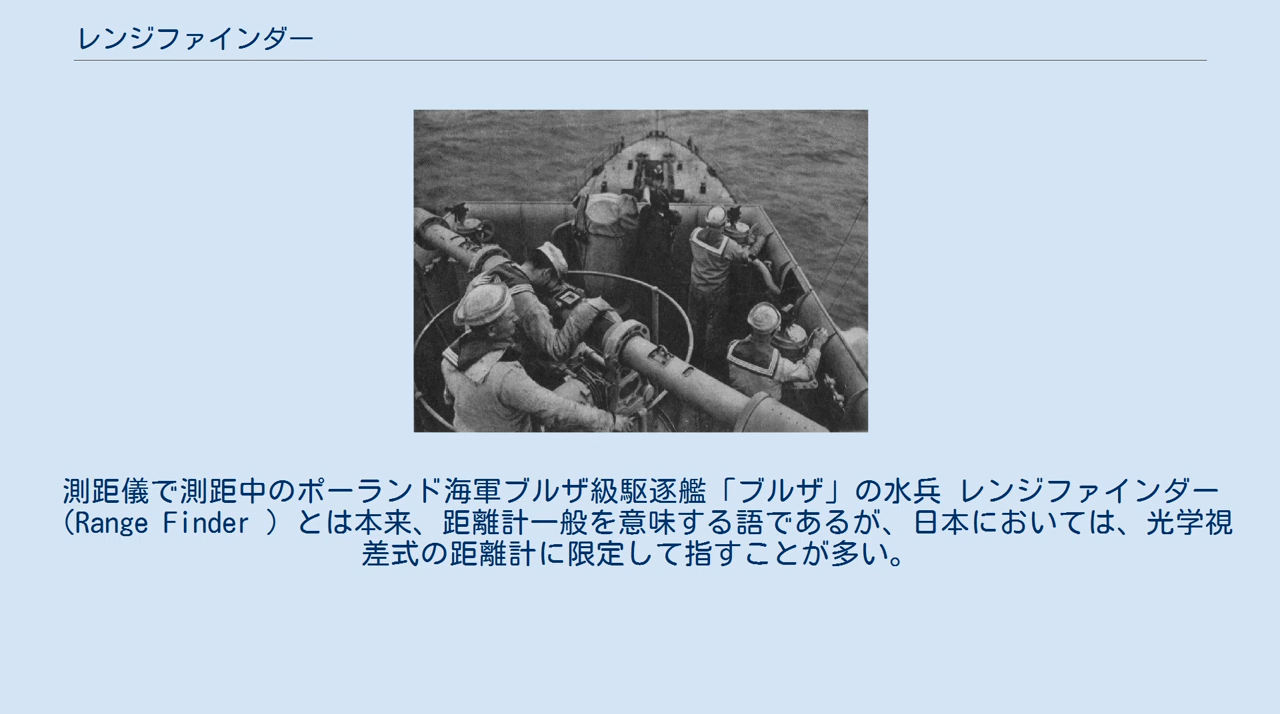 レンジファインダー
測距儀で測距中のポーランド海軍ブルザ級駆逐艦「ブルザ」の水兵 レンジファインダー
(Range Finder ) とは本来、距離計一般を意味する語であるが、日本においては、光学視
差式の距離計に限定して指すことが多い。